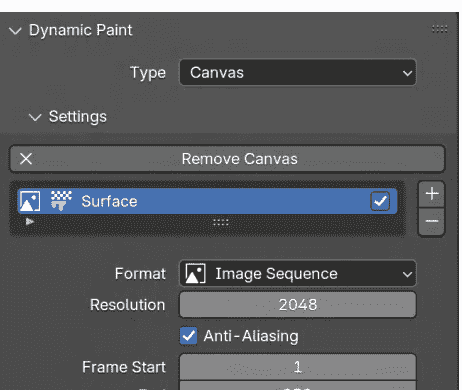 Dynamic Paint
Type Canvas
Settings
Remove Canvas
Surface
Format Image Sequence
Resolution 2048
Anti-Aliasing
Frame Start 1